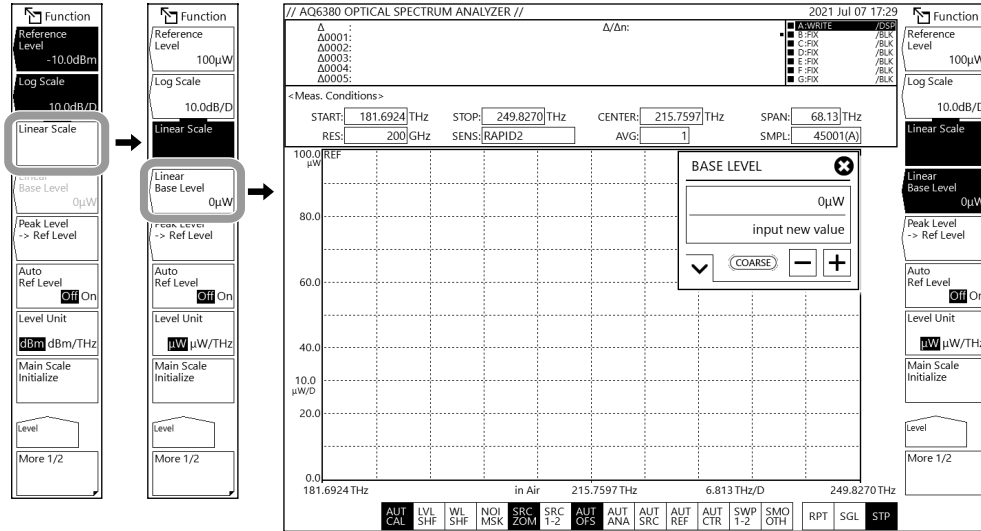 Function
Reference
Level
-10.0dBm
Log Scale
10.0dB/D
Linear Scale
Linear
Base Level
0µW
Peak Level
-> Ref Level
Auto
Ref Level
Off On
Level Unit
dBm dBm/THz
Main Scale
Initialize
Level
More 1/2
Function
Reference
Level
100µW
Log Scale
10.0dB/D
Linear Scale
Linear
Base Level
0µW
Peak Level
-> Ref Level
Auto
Ref Level
Off On
Level Unit
µW µW/THz
Main Scale
Initialize
Level
More 1/2
// AQ6380 OPTICAL SPECTRUM ANALYZER // 2021 Jul 07 17:29
Δ :
Δ0001:
Δ0002:
Δ0003:
Δ0004:
Δ0005:
Δ/Δn:
A:WRITE /DSP
B:FIX /BLK
C:FIX /BLK
D:FIX /BLK
E:FIX /BLK
F:FIX /BLK
G:FIX /BLK
<Meas. Conditions>
START: 181.6924 THz STOP: 249.8270 THz CENTER: 215.7597 THz SPAN: 68.13 THz
RES: 200 GHz SENS: RAPID2 AVG: 1 SMPL: 45001(A)
100.0 REF
µW
80.0
60.0
40.0
10.0
µW/D
20.0
0.0
BASE LEVEL
0µW
input new value
COARSE
181.6924 THz in Air 215.7597 THz 6.813 THz/D 249.8270 THz
AUT CAL
LVL SHF
WL SHF
NOI MSK
SRC ZOM
SRC 1-2
AUT OFS
AUT ANA
AUT SRC
AUT REF
AUT CTR
SWP 1-2
SMO OTH
RPT
SGL
STP
Function
Reference
Level
100µW
Log Scale
10.0dB/D
Linear Scale
Linear
Base Level
0µW
Peak Level
-> Ref Level
Auto
Ref Level
Off On
Level Unit
µW µW/THz
Main Scale
Initialize
Level
More 1/2